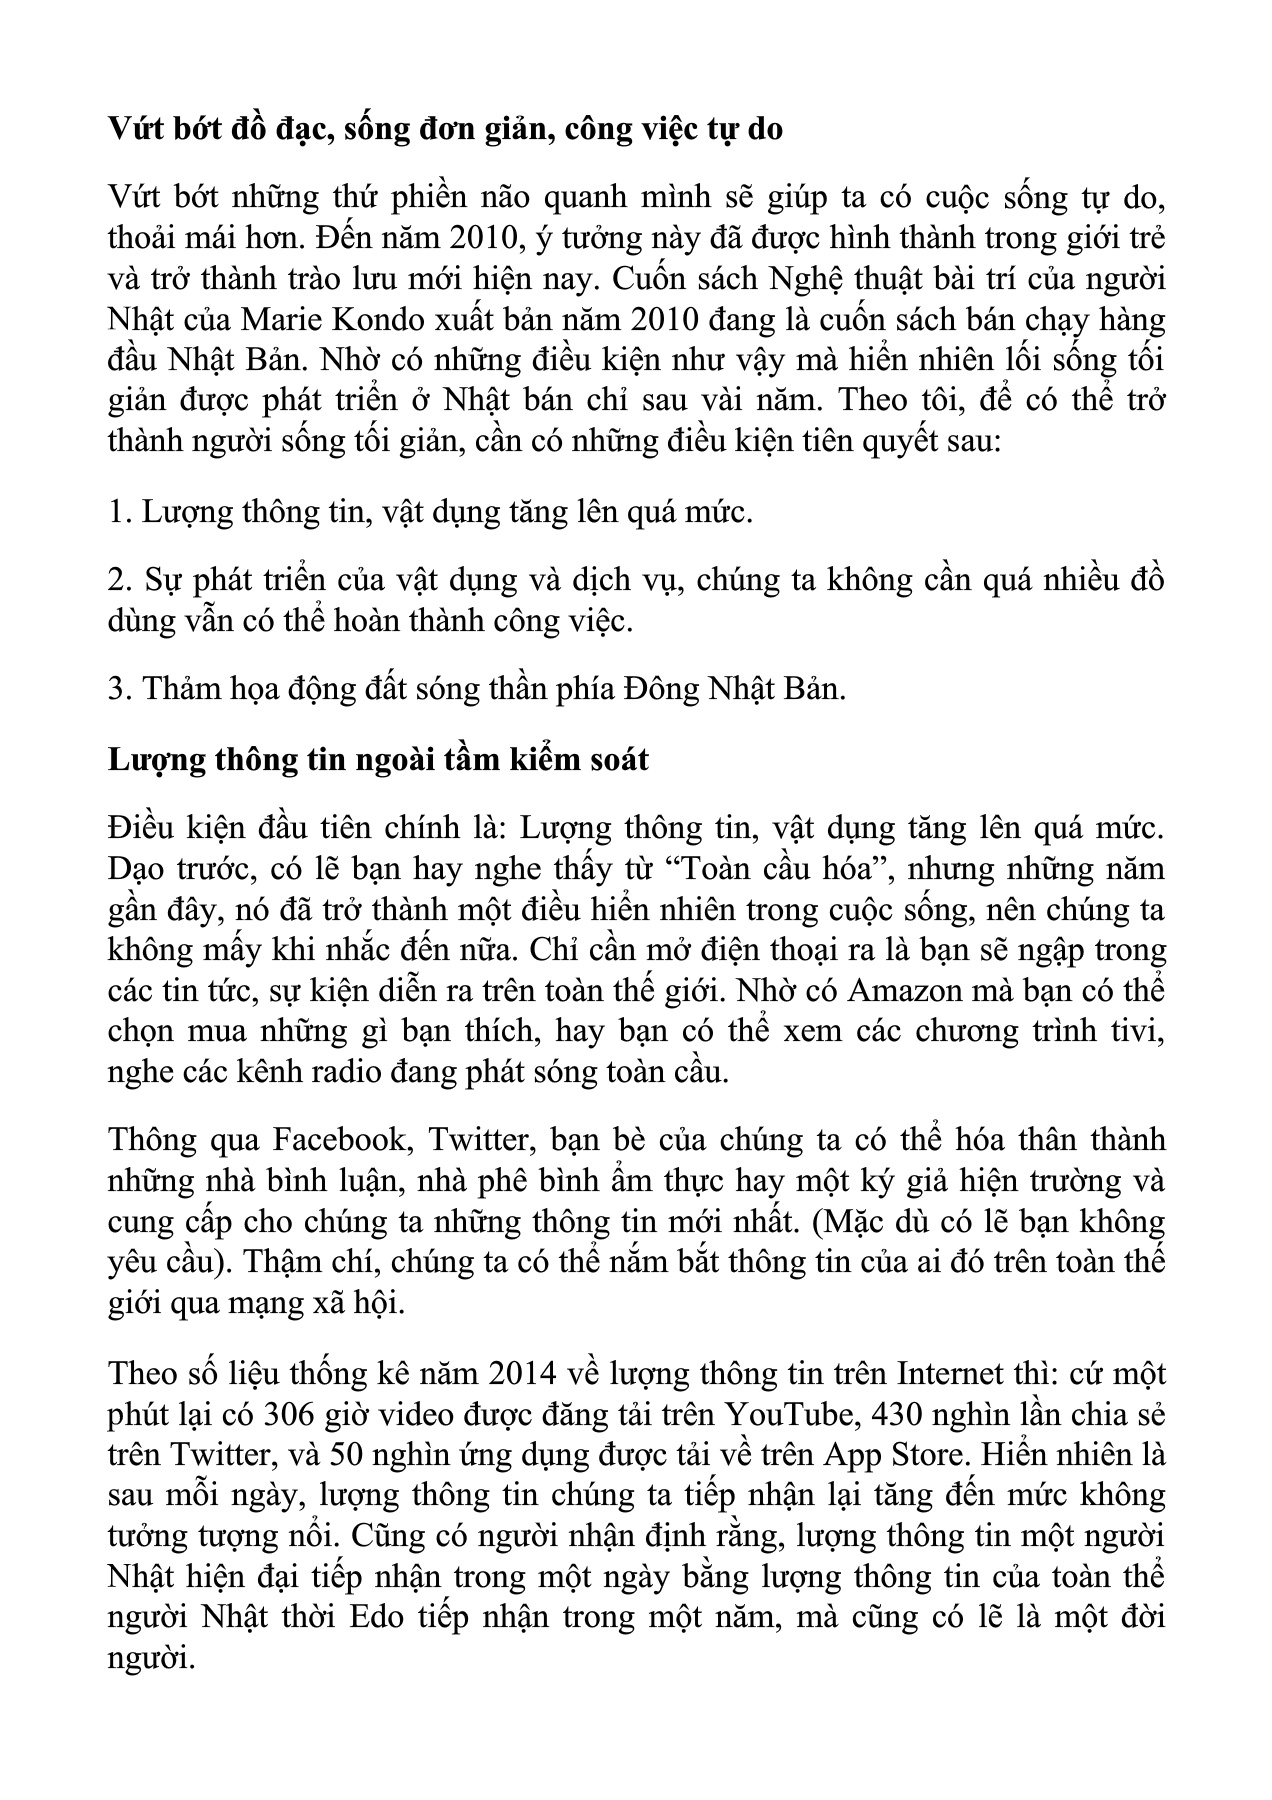 Vứt bớt đồ đạc, sống đơn giản, công việc tự do
Vứt bớt những thứ phiền não quanh mình sẽ giúp ta có cuộc sống tự do,
thoải mái hơn. Đến năm 2010, ý tưởng này đã được hình thành trong giới trẻ
và trở thành trào lưu mới hiện nay. Cuốn sách Nghệ thuật bài trí của người
Nhật của Marie Kondo xuất bản năm 2010 đang là cuốn sách bán chạy hàng
đầu Nhật Bản. Nhờ có những điều kiện như vậy mà hiển nhiên lối sống tối
giản được phát triển ở Nhật bán chỉ sau vài năm. Theo tôi, để có thể trở
thành người sống tối giản, cần có những điều kiện tiên quyết sau:
1. Lượng thông tin, vật dụng tăng lên quá mức.
2. Sự phát triển của vật dụng và dịch vụ, chúng ta không cần quá nhiều đồ
dùng vẫn có thể hoàn thành công việc.
3. Thảm họa động đất sóng thần phía Đông Nhật Bản.
Lượng thông tin ngoài tầm kiểm soát
Điều kiện đầu tiên chính là: Lượng thông tin, vật dụng tăng lên quá mức.
Dạo trước, có lẽ bạn hay nghe thấy từ “Toàn cầu hóa”, nhưng những năm
gần đây, nó đã trở thành một điều hiển nhiên trong cuộc sống, nên chúng ta
không mấy khi nhắc đến nữa. Chỉ cần mở điện thoại ra là bạn sẽ ngập trong
các tin tức, sự kiện diễn ra trên toàn thế giới. Nhờ có Amazon mà bạn có thể
chọn mua những gì bạn thích, hay bạn có thể xem các chương trình tivi,
nghe các kênh radio đang phát sóng toàn cầu.
Thông qua Facebook, Twitter, bạn bè của chúng ta có thể hóa thân thành
những nhà bình luận, nhà phê bình ẩm thực hay một ký giả hiện trường và
cung cấp cho chúng ta những thông tin mới nhất. (Mặc dù có lẽ bạn không
yêu cầu). Thậm chí, chúng ta có thể nắm bắt thông tin của ai đó trên toàn thế
giới qua mạng xã hội.
Theo số liệu thống kê năm 2014 về lượng thông tin trên Internet thì: cứ một
phút lại có 306 giờ video được đăng tải trên YouTube, 430 nghìn lần chia sẻ
trên Twitter, và 50 nghìn ứng dụng được tải về trên App Store. Hiển nhiên là
sau mỗi ngày, lượng thông tin chúng ta tiếp nhận lại tăng đến mức không
tưởng tượng nổi. Cũng có người nhận định rằng, lượng thông tin một người
Nhật hiện đại tiếp nhận trong một ngày bằng lượng thông tin của toàn thể
người Nhật thời Edo tiếp nhận trong một năm, mà cũng có lẽ là một đời
người.